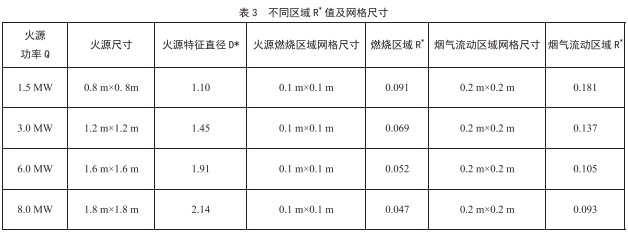 表 3 不同区域 R* 值及网格尺寸
火源功率 Q 火源尺寸 火源特征直径 D* 火源燃烧区域网格尺寸 燃烧区域 R* 烟气流动区域网格尺寸 烟气流动区域 R*
1.5 MW 0.8 m×0. 8m 1.10 0.1 m×0.1 m 0.091 0.2 m×0.2 m 0.181
3.0 MW 1.2 m×1.2 m 1.45 0.1 m×0.1 m 0.069 0.2 m×0.2 m 0.137
6.0 MW 1.6 m×1.6 m 1.91 0.1 m×0.1 m 0.052 0.2 m×0.2 m 0.105
8.0 MW 1.8 m×1.8 m 2.14 0.1 m×0.1 m 0.047 0.2 m×0.2 m 0.093